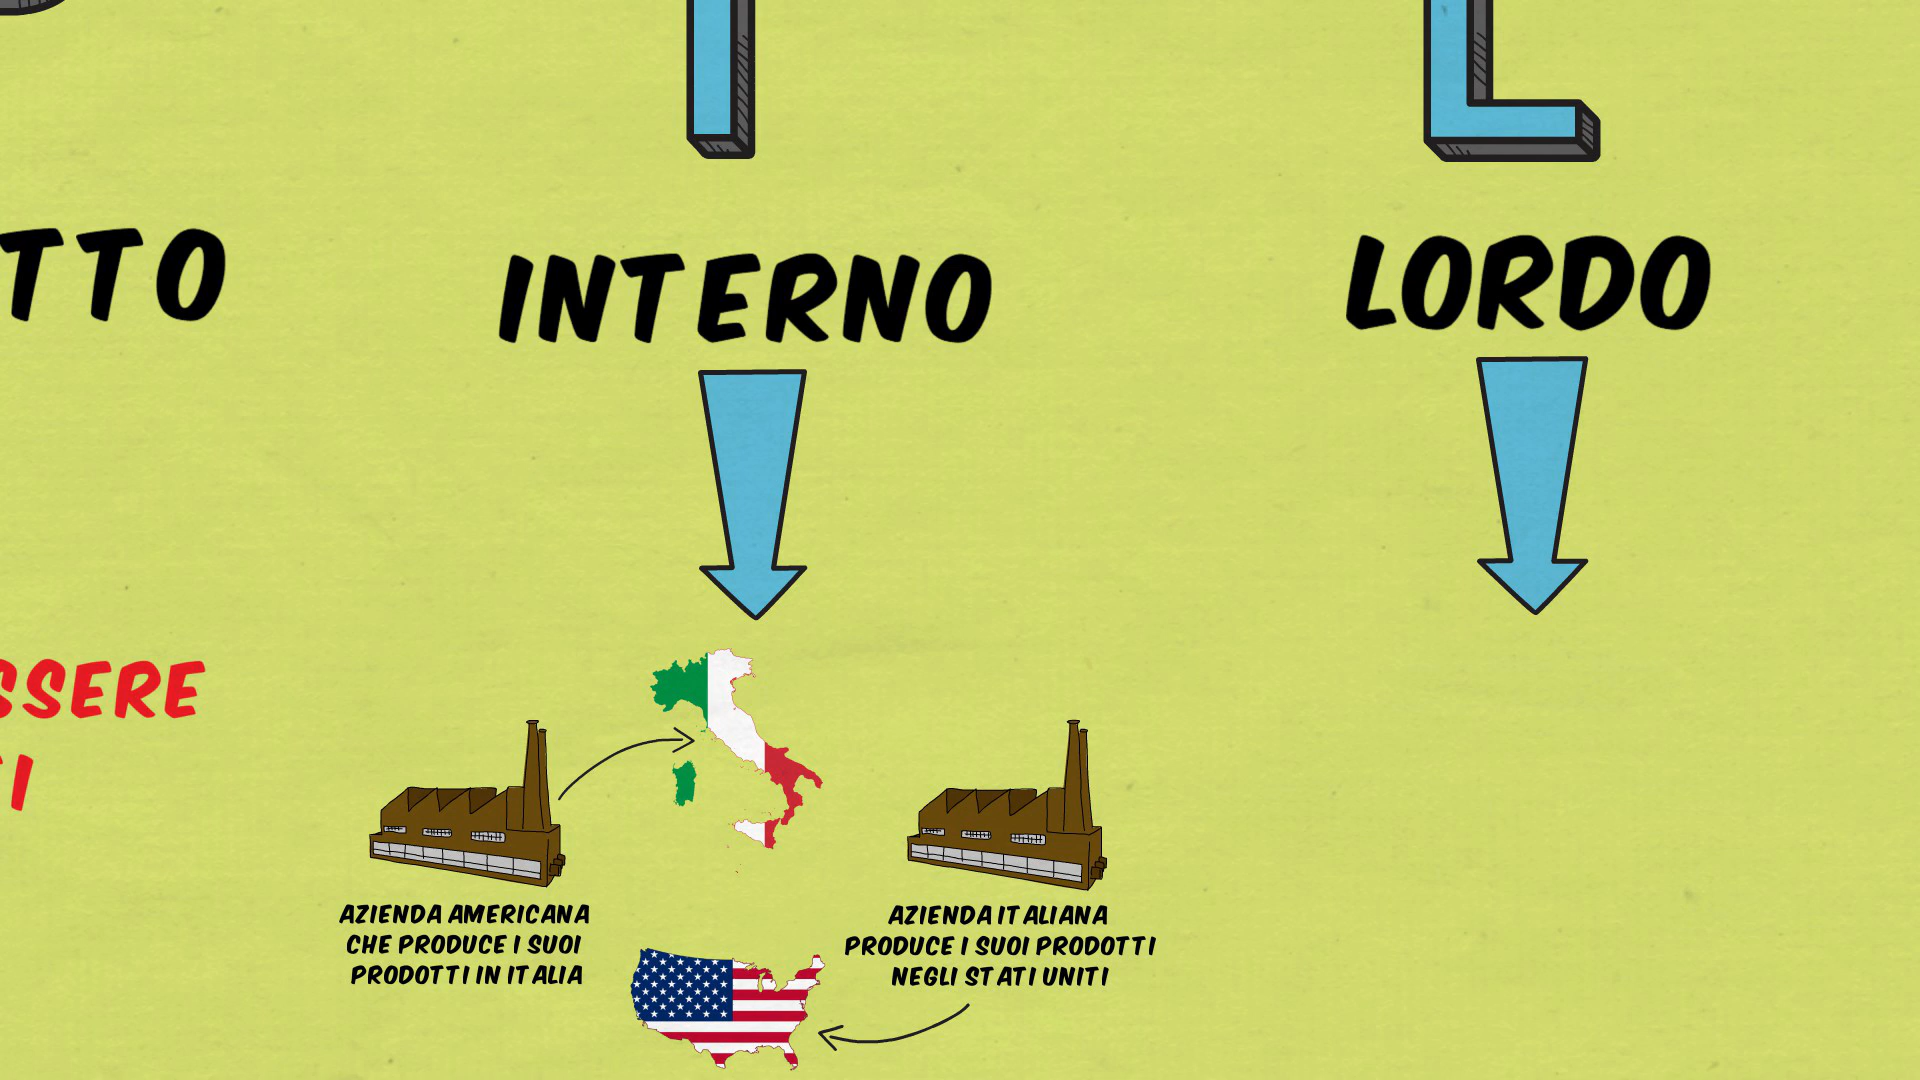 I L
TTO INTERNO LORDO
SSERE
I
AZIENDA AMERICANA
CHE PRODUCE I SUOI
PRODOTTI IN ITALIA
AZIENDA ITALIANA
PRODUCE I SUOI PRODOTTI
NEGLI STATI UNITI